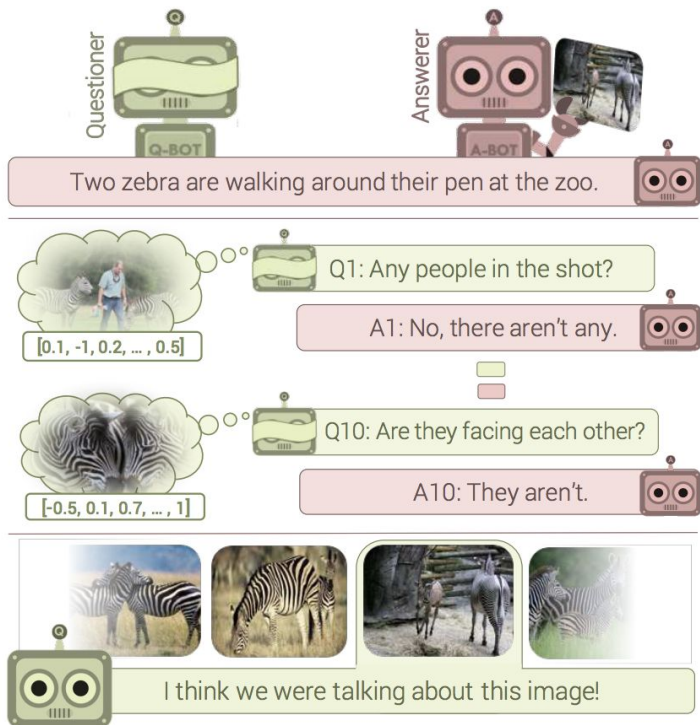 Q
A
Questioner
Answerer
Q-BOT
A-BOT
A
Two zebra are walking around their pen at the zoo.
Q
Q1: Any people in the shot?
A
A1: No, there aren't any.
[0.1, -1, 0.2, ... , 0.5]
Q
Q10: Are they facing each other?
A
A10: They aren't.
[-0.5, 0.1, 0.7, ... , 1]
Q
I think we were talking about this image!